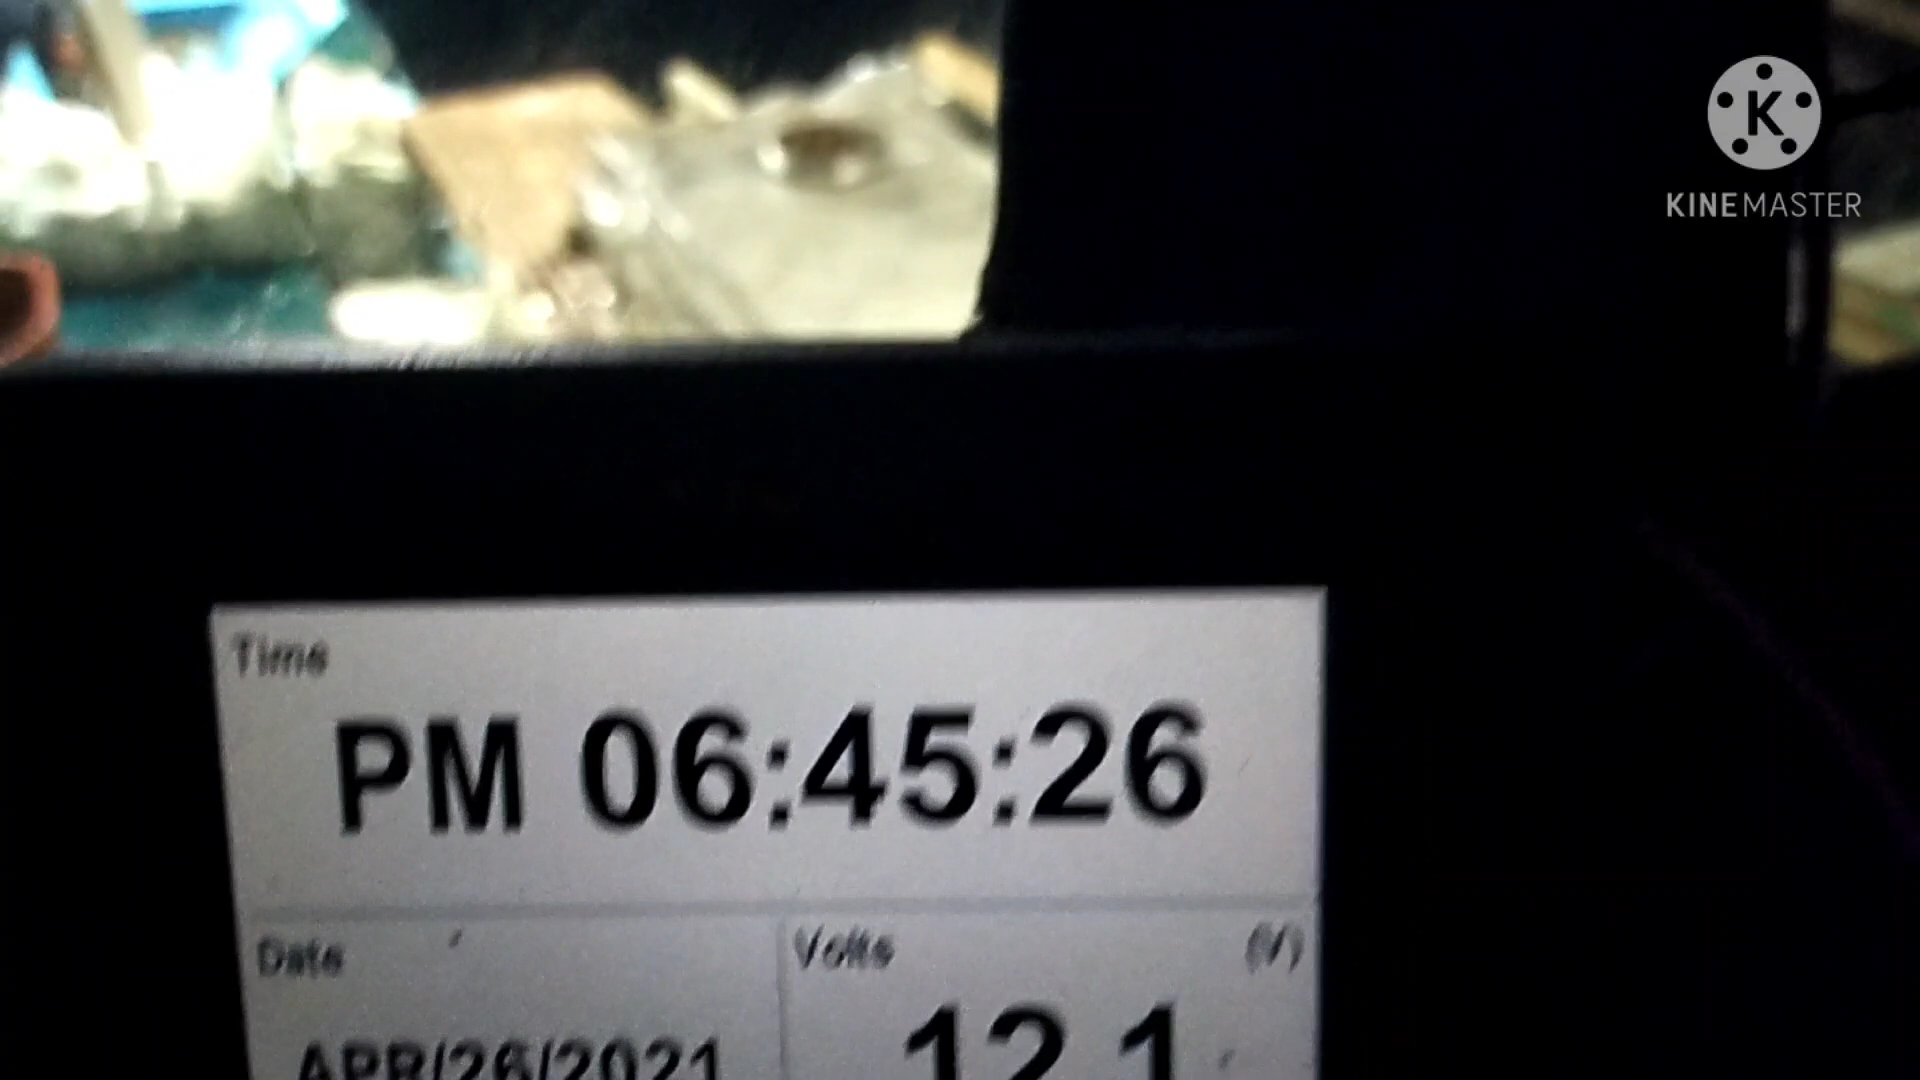 K
KINEMASTER
Time
PM 06:45:26
Date
Volts (V)
APR/26/2021 12.1